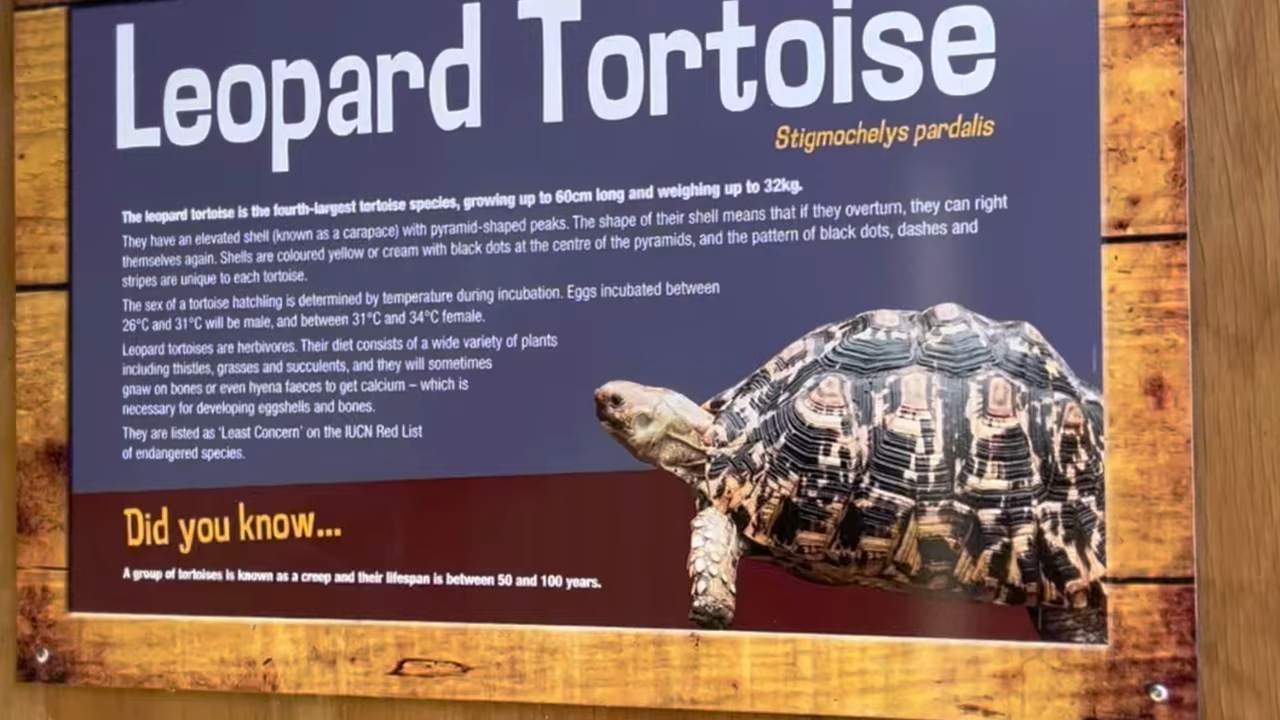 Leopard Tortoise
Stigmochelys pardalis
The leopard tortoise is the fourth-largest tortoise species, growing up to 60cm long and weighing up to 32kg.
They have an elevated shell (known as a carapace) with pyramid-shaped peaks. The shape of their shell means that if they overturn, they can right
themselves again. Shells are coloured yellow or cream with black dots at the centre of the pyramids, and the pattern of black dots, dashes and
stripes are unique to each tortoise.
The sex of a tortoise hatchling is determined by temperature during incubation. Eggs incubated between
26°C and 31°C will be male, and between 31°C and 34°C female.
Leopard tortoises are herbivores. Their diet consists of a wide variety of plants
including thistles, grasses and succulents, and they will sometimes
gnaw on bones or even hyena faeces to get calcium – which is
necessary for developing eggshells and bones.
They are listed as ‘Least Concern’ on the IUCN Red List
of endangered species.
Did you know...
A group of tortoises is known as a creep and their lifespan is between 50 and 100 years.